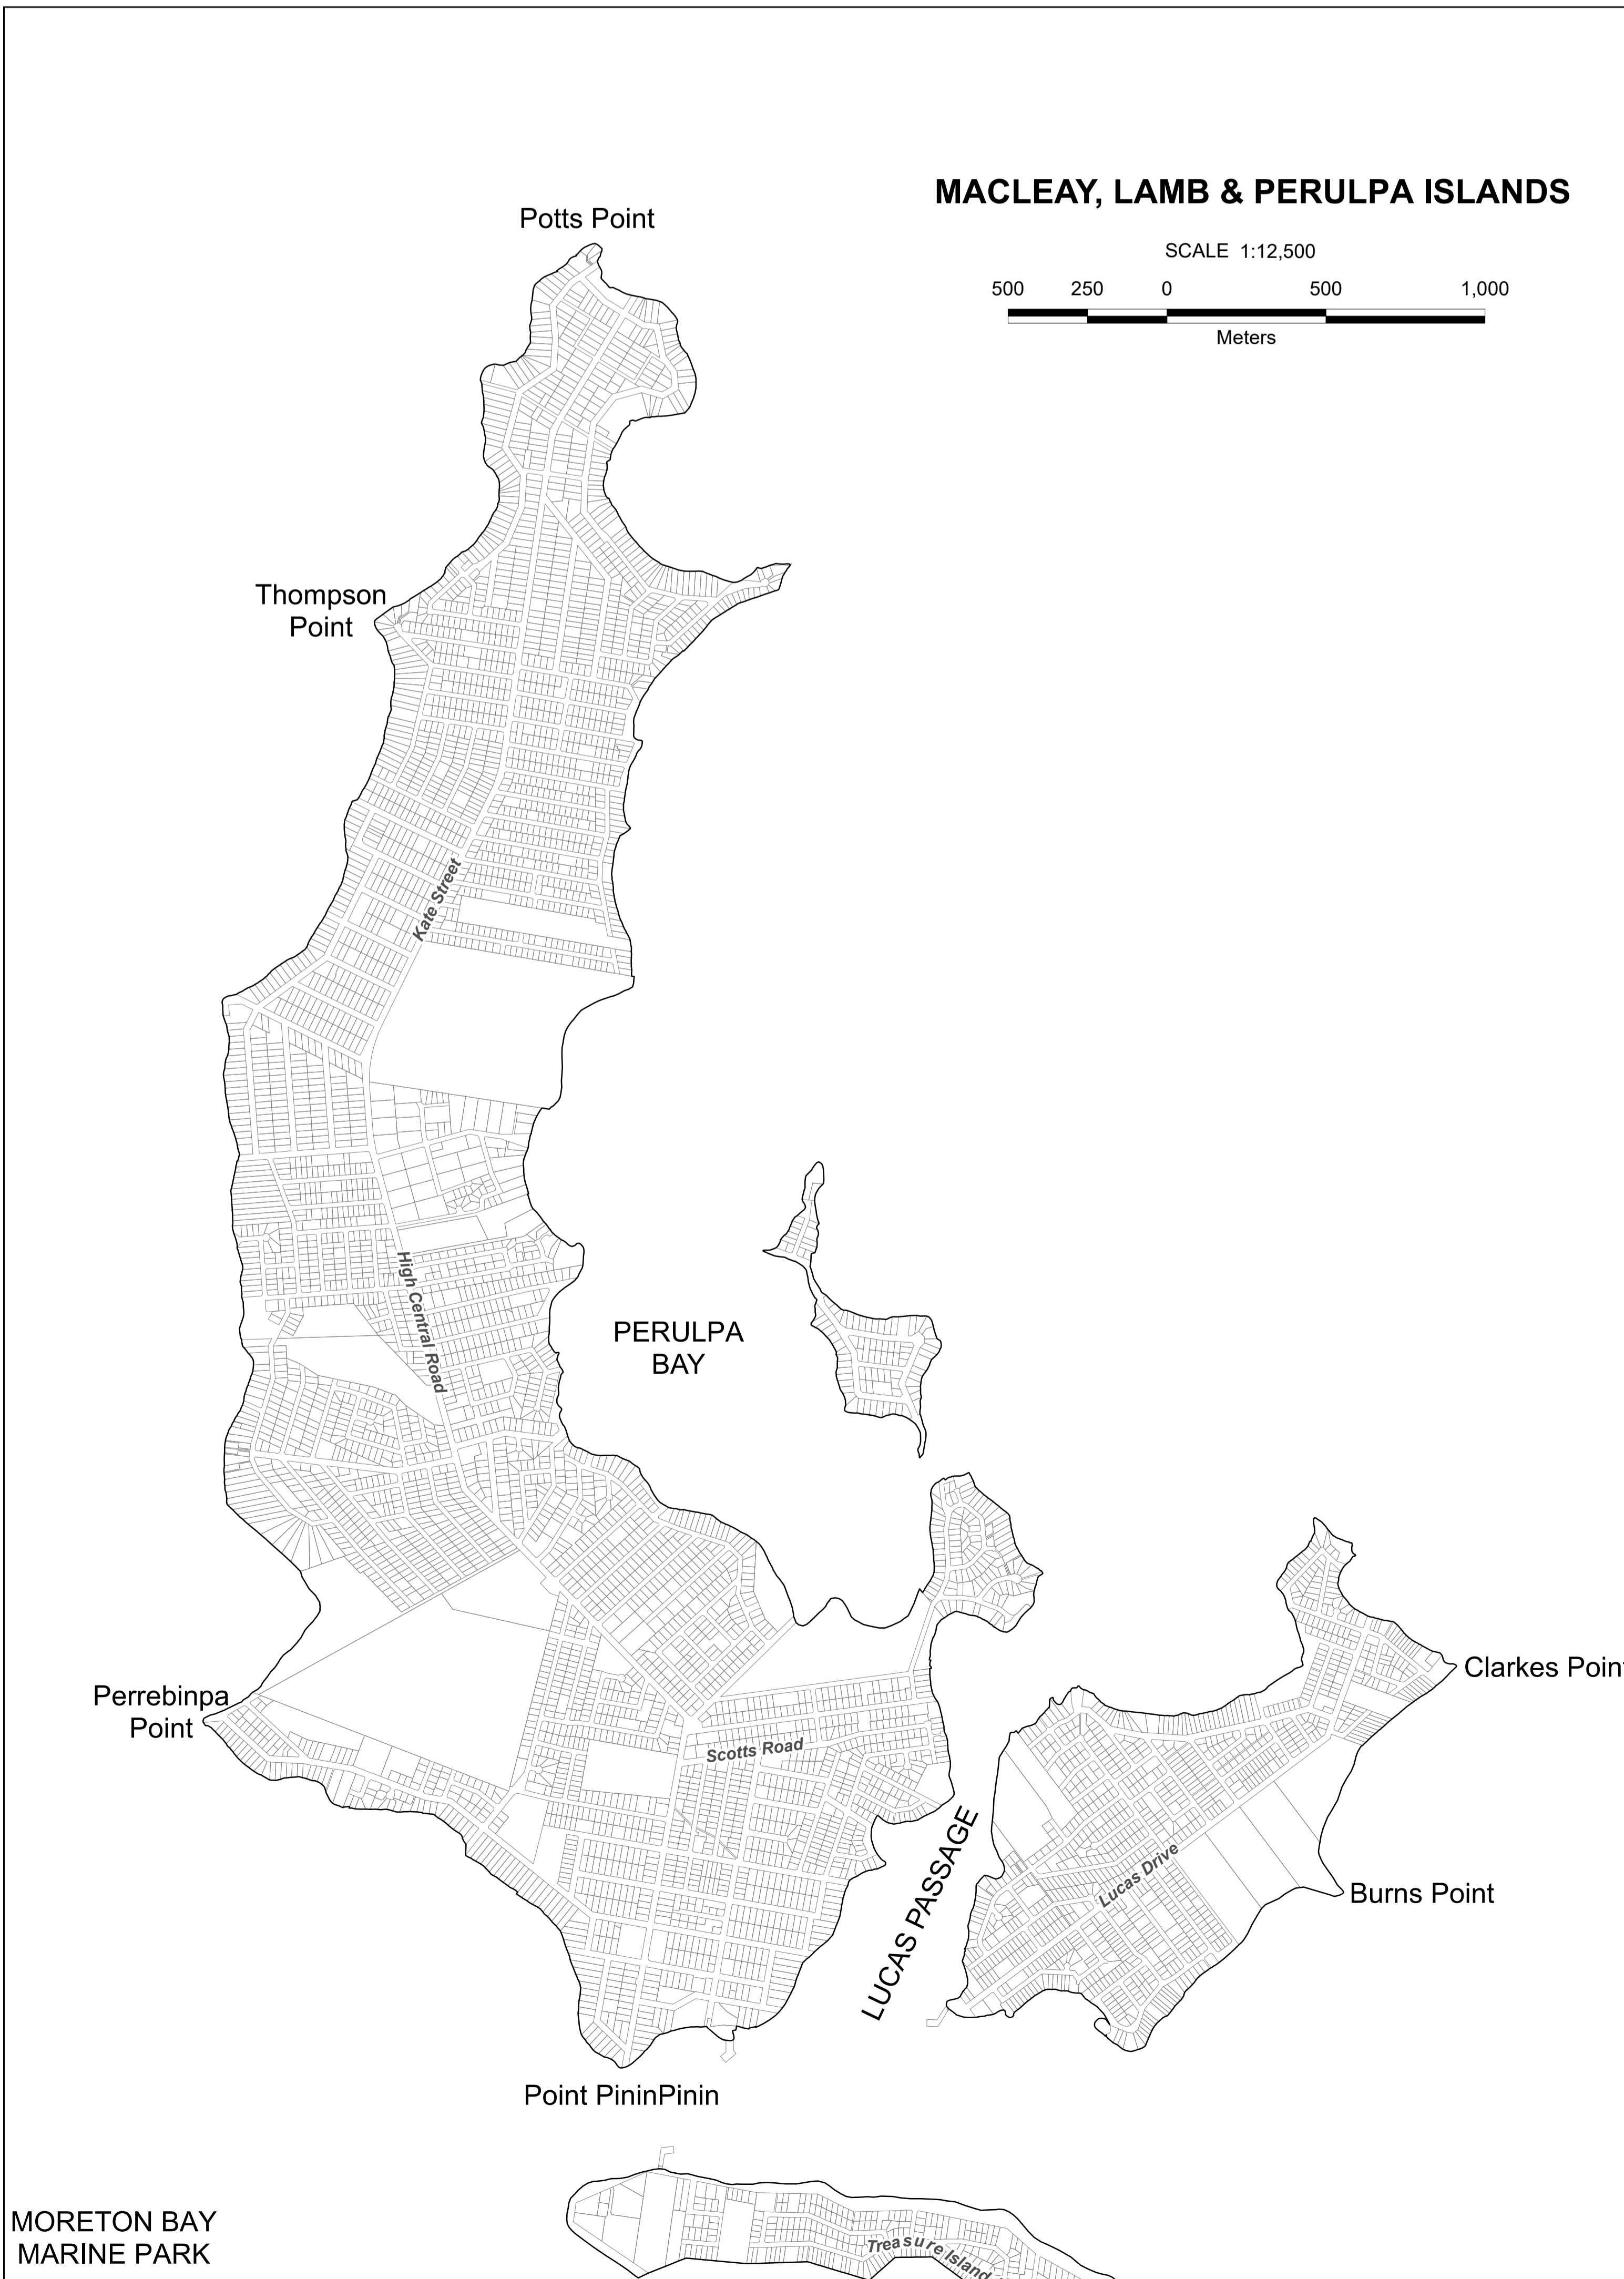 MACLEAY, LAMB & PERULPA ISLANDS
Potts Point
SCALE 1:12,500
500 250 0 500 1,000
Meters
Thompson
Point
Kate Street
High Central Road
PERULPA
BAY
Clarkes Point
Perrebinpa
Point
Scotts Road
LUCAS PASSAGE
Lucas Drive
Burns Point
Point PininPinin
MORETON BAY
MARINE PARK
Treasure Island